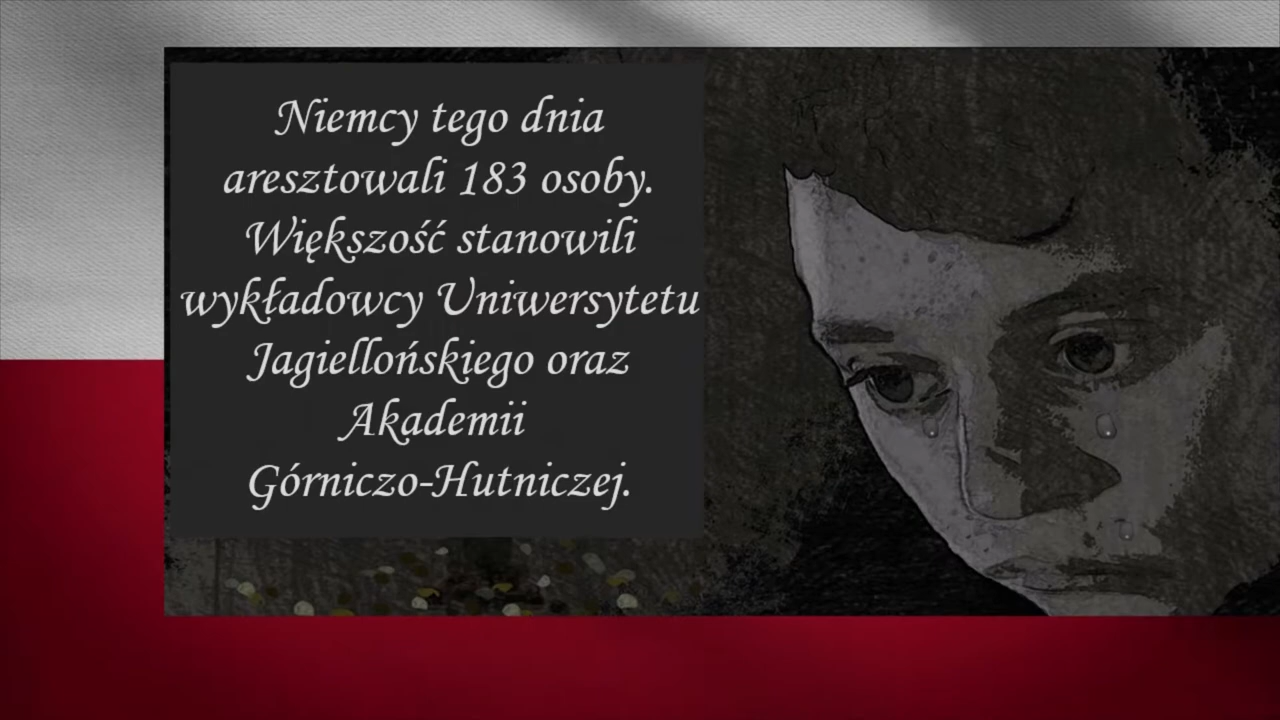 Niemcy tego dnia
aresztowali 183 osoby.
Większość stanowili
wykładowcy Uniwersytetu
Jagiellońskiego oraz
Akademii
Górniczo-Hutniczej.